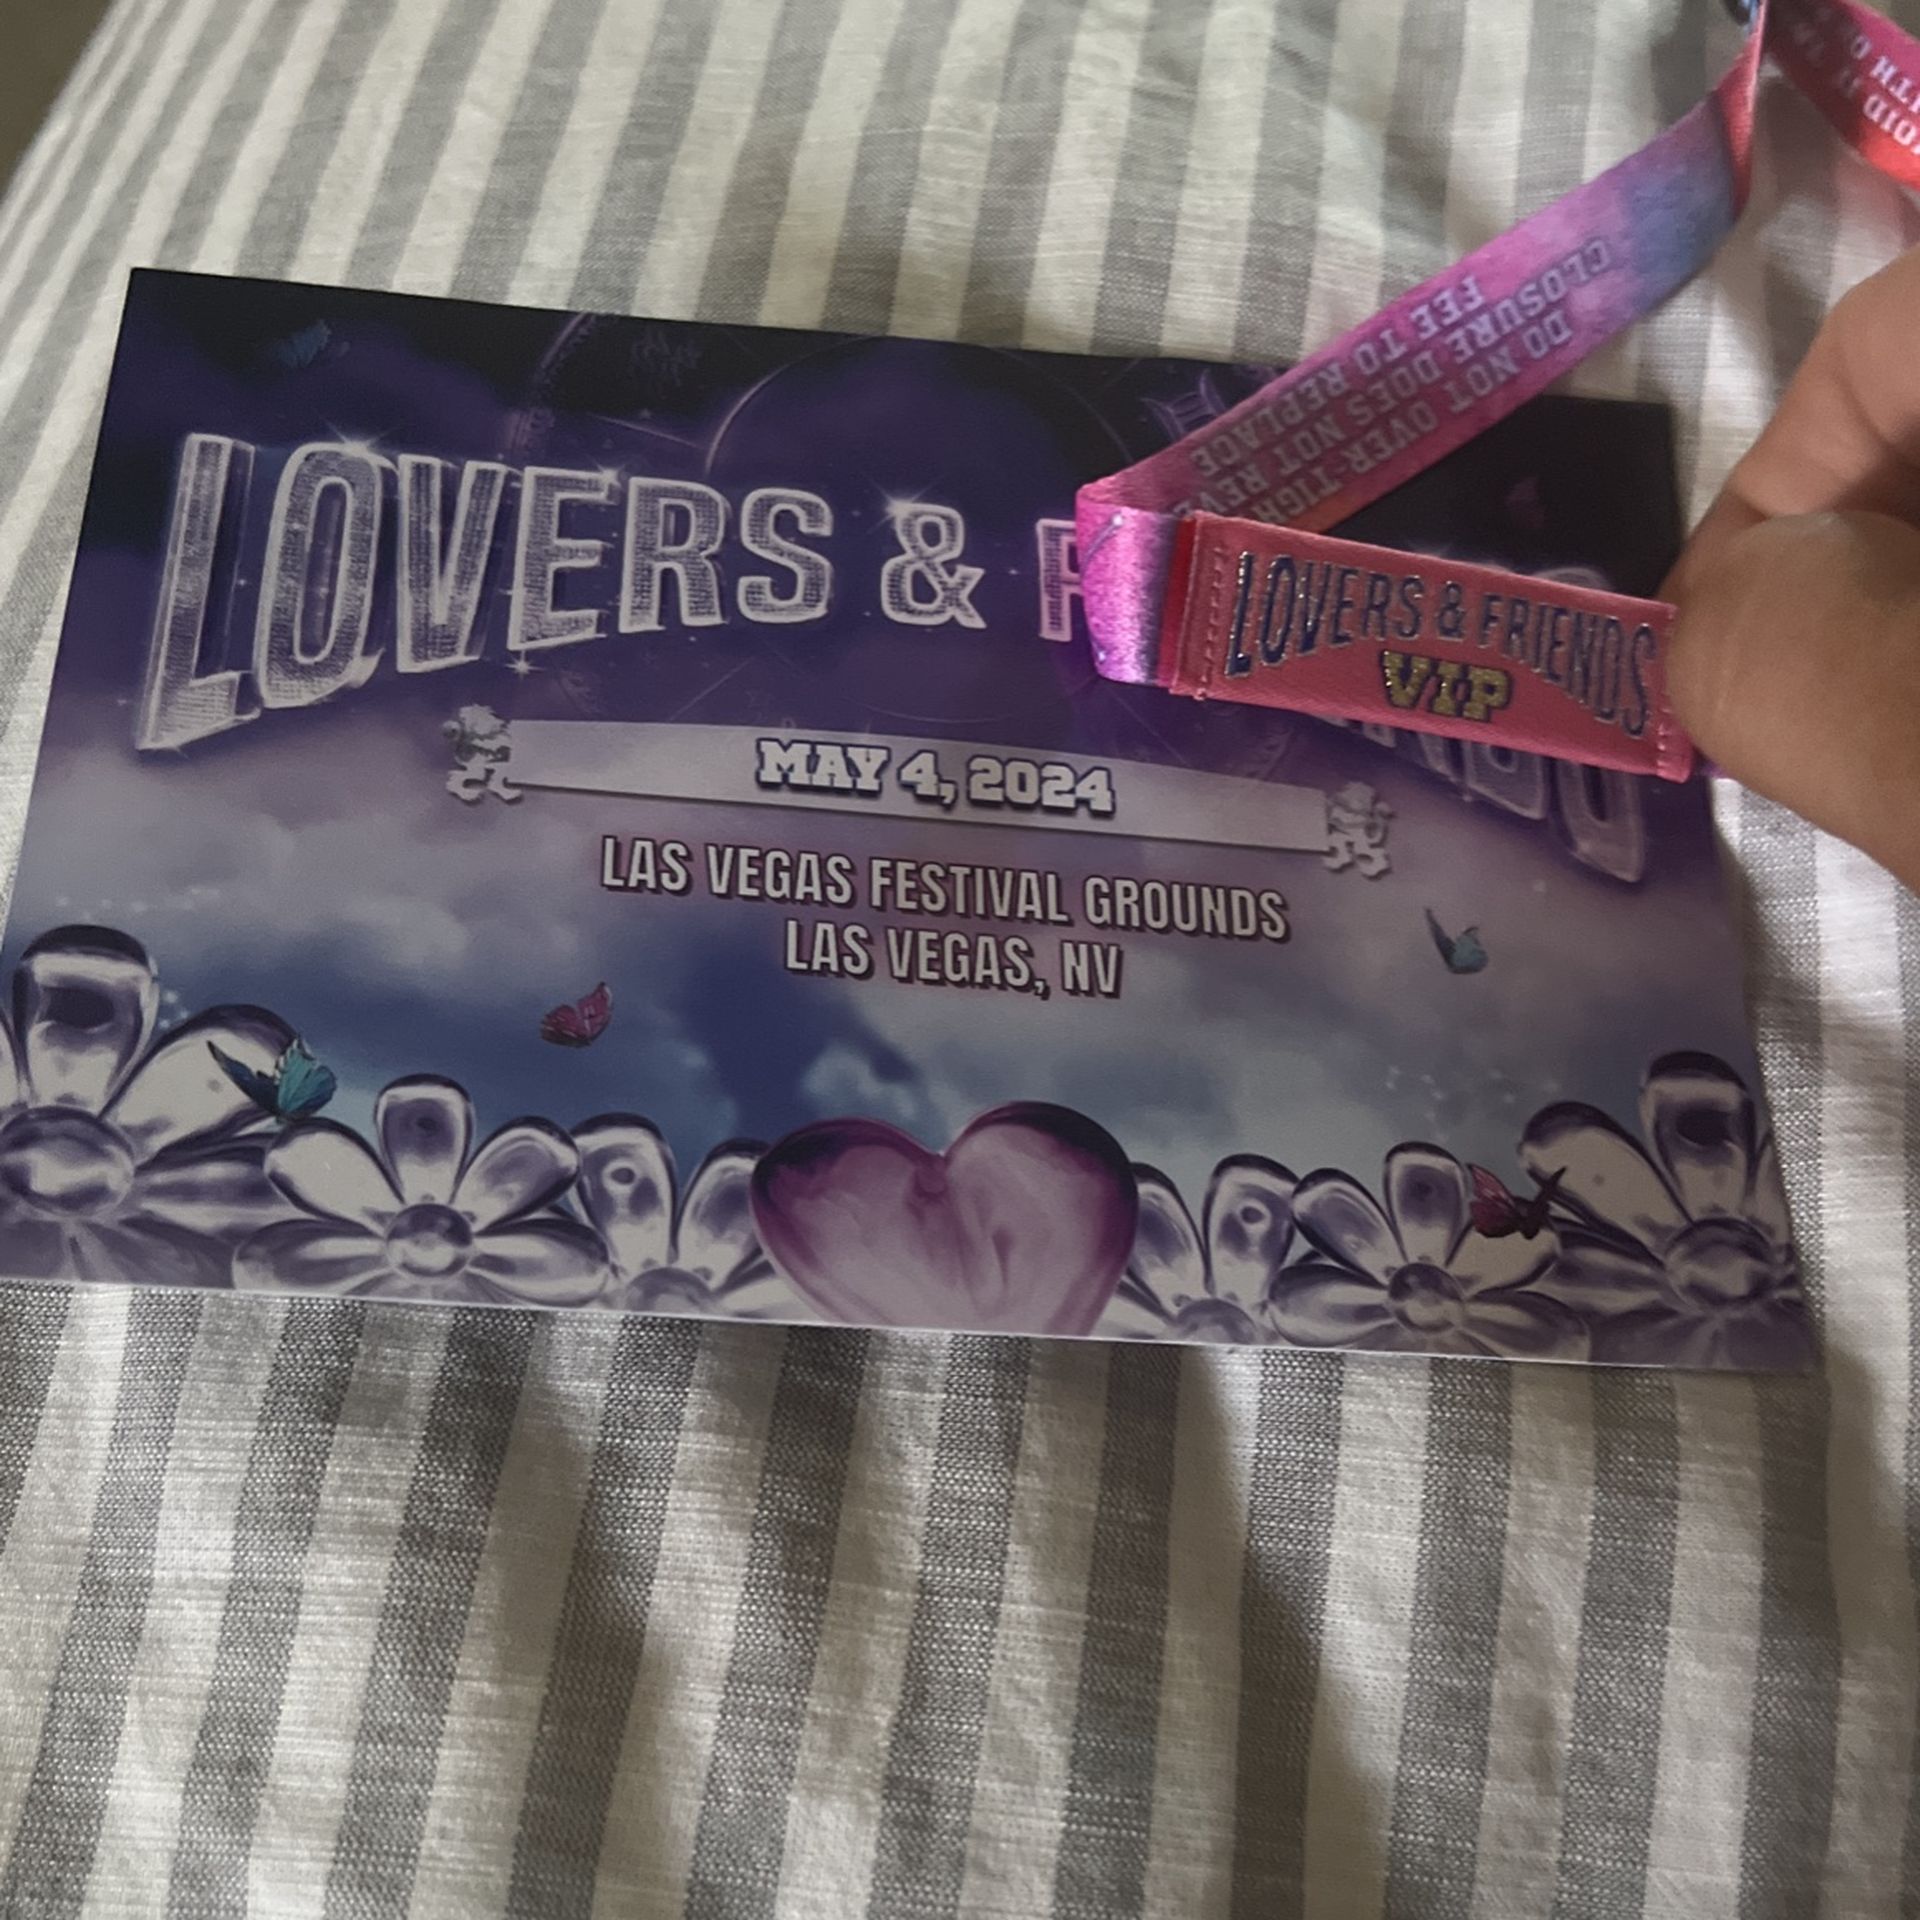 LOVERS &
MAY 4, 2024
LAS VEGAS FESTIVAL GROUNDS
LAS VEGAS, NV
LOVERS & FRIENDS
VIP
DO NOT OVER-TIGH
CLOSURE DOES NOT REVE
FEE TO REPLACE